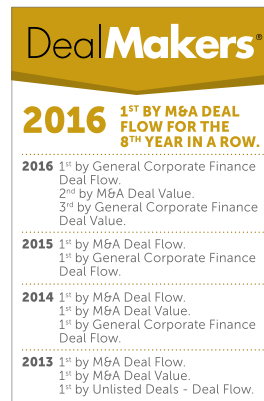 DealMakers®
2016 1ST BY M&A DEAL
FLOW FOR THE
8TH YEAR IN A ROW.
2016 1st by General Corporate Finance
Deal Flow.
2nd by M&A Deal Value.
3rd by General Corporate Finance
Deal Value.
2015 1st by M&A Deal Flow.
1st by General Corporate Finance
Deal Flow.
2014 1st by M&A Deal Flow.
1st by M&A Deal Value.
1st by General Corporate Finance
Deal Flow.
2013 1st by M&A Deal Flow.
1st by M&A Deal Value.
1st by Unlisted Deals - Deal Flow.